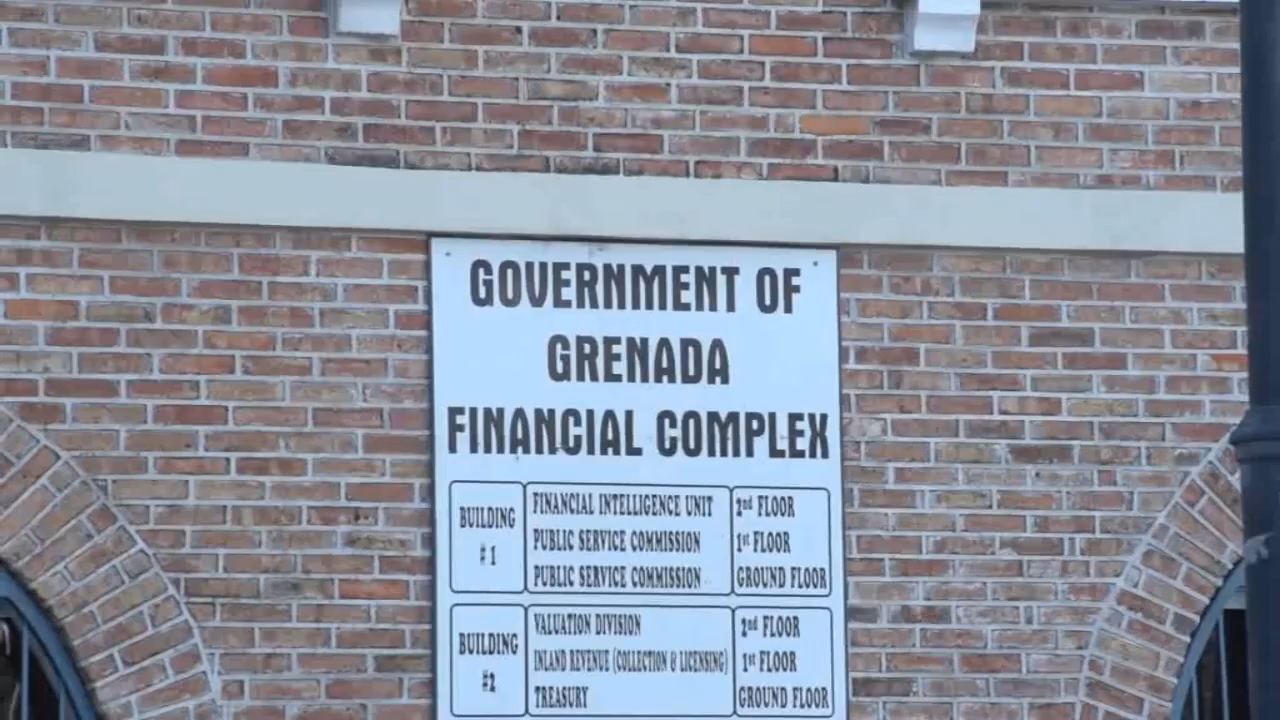 GOVERNMENT OF
GRENADA
FINANCIAL COMPLEX
BUILDING
#1
FINANCIAL INTELLIGENCE UNIT 2nd FLOOR
PUBLIC SERVICE COMMISSION 1st FLOOR
PUBLIC SERVICE COMMISSION GROUND FLOOR
BUILDING
#2
VALUATION DIVISION 2nd FLOOR
INLAND REVENUE (COLLECTION & LICENSING) 1st FLOOR
TREASURY GROUND FLOOR